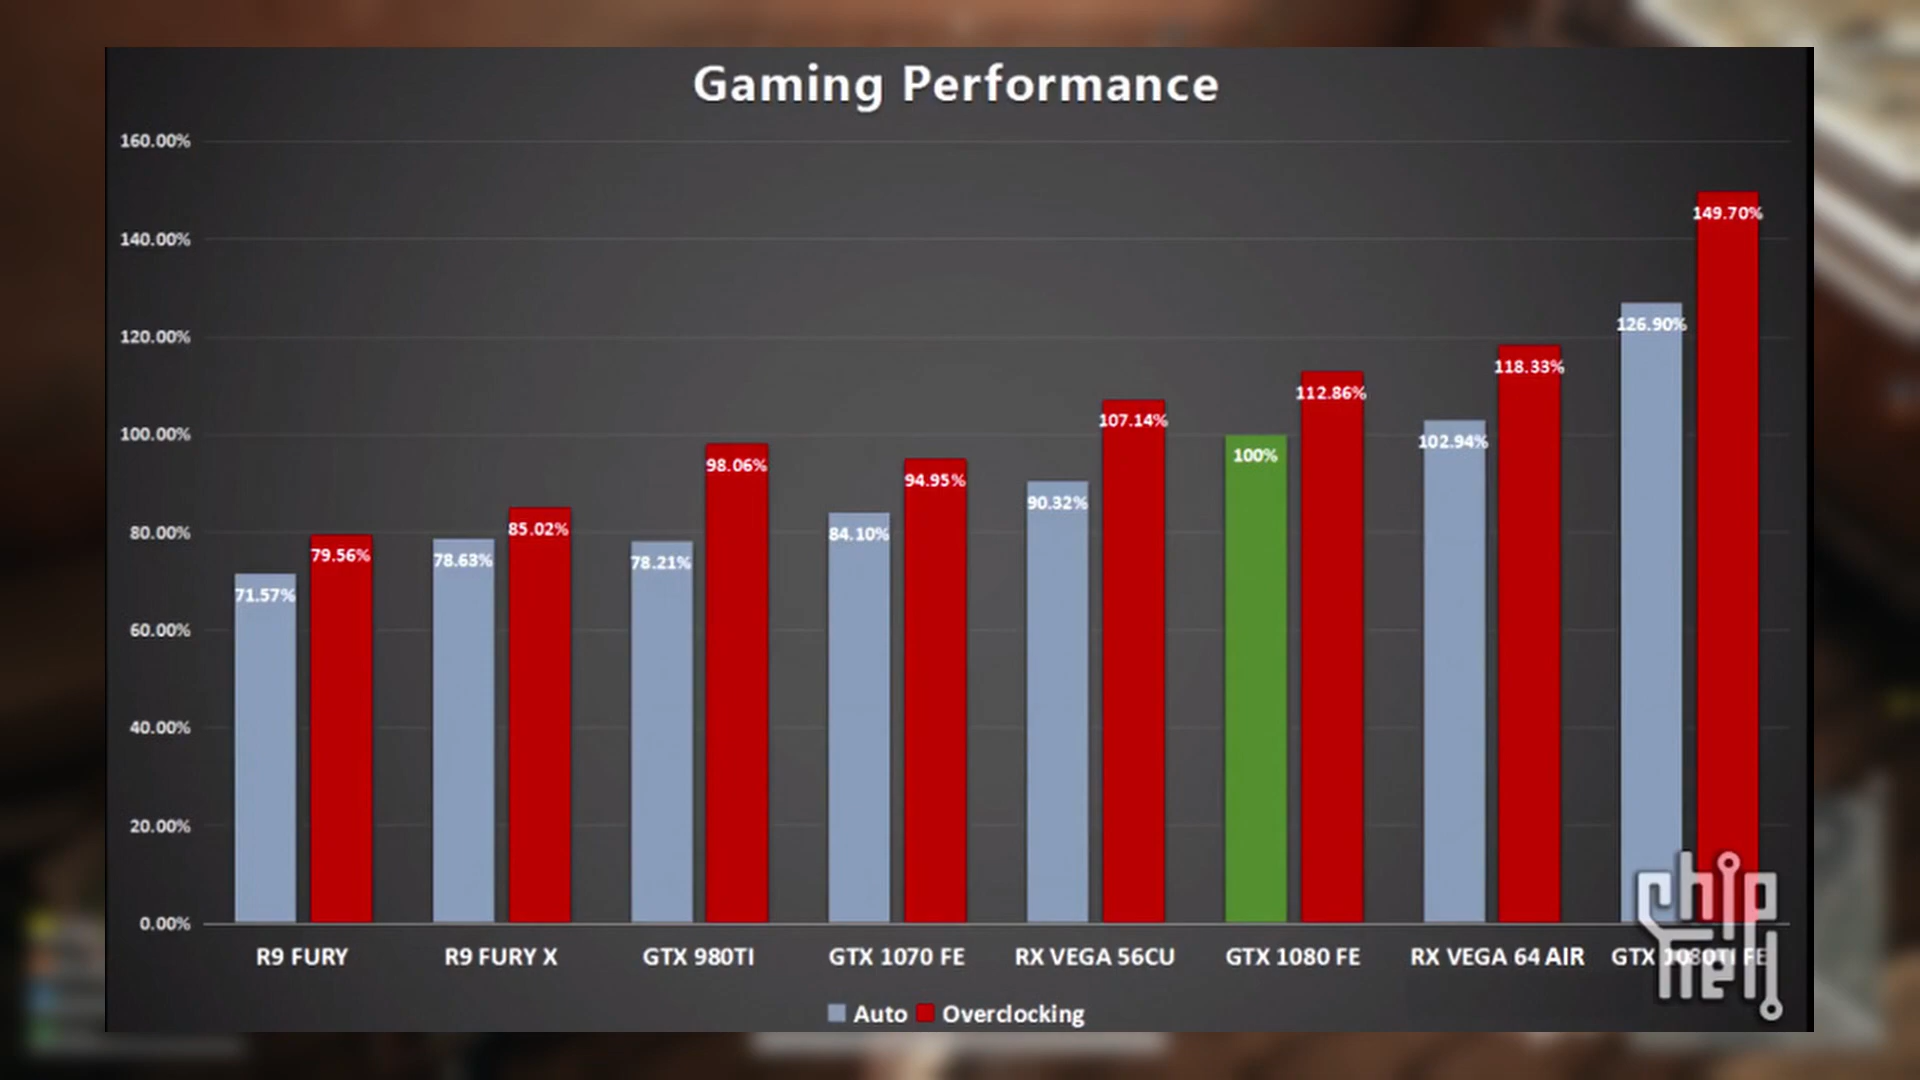 Gaming Performance
160.00%
140.00%
120.00%
100.00%
80.00%
60.00%
40.00%
20.00%
0.00%
71.57%
79.56%
78.63%
85.02%
78.21%
98.06%
84.10%
94.95%
90.32%
107.14%
100%
112.86%
102.94%
118.33%
126.90%
149.70%
R9 FURY
R9 FURY X
GTX 980TI
GTX 1070 FE
RX VEGA 56CU
GTX 1080 FE
RX VEGA 64 AIR
GTX 1080TI FE
Auto
Overclocking
chip
hell